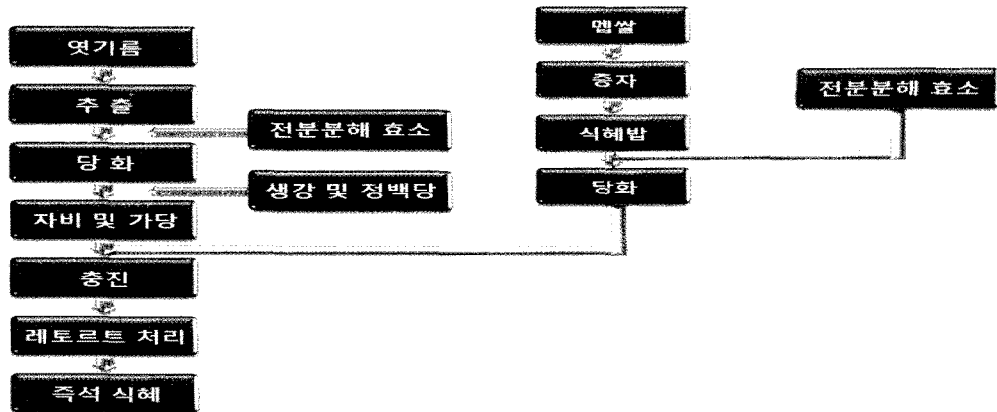 엿기름
추 출
전분분해 효소
당 화
생강 및 정백당
자비 및 가당
충진
레토르트 처리
즉석 식혜
멥쌀
증자
전분분해 효소
식혜밥
당화